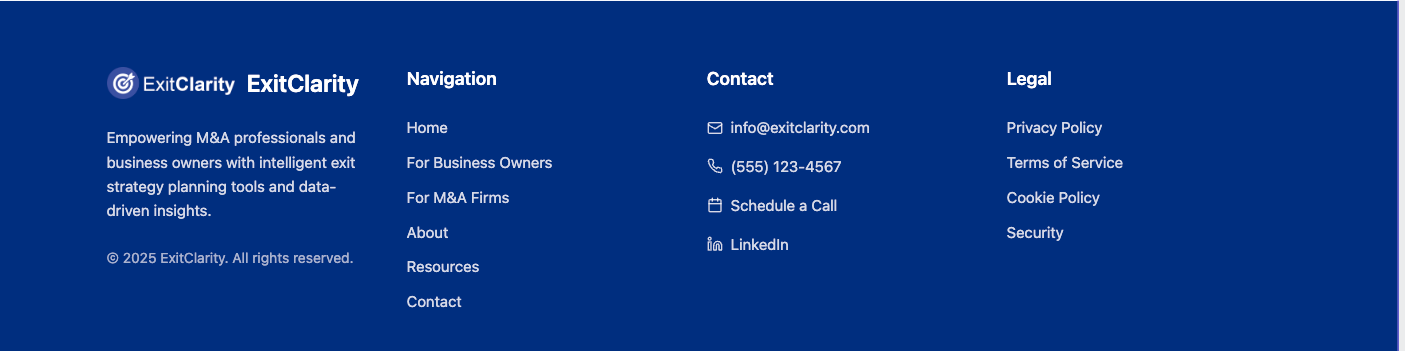 ExitClarity ExitClarity
Empowering M&A professionals and
business owners with intelligent exit
strategy planning tools and data-
driven insights.
© 2025 ExitClarity. All rights reserved.
Navigation
Home
For Business Owners
For M&A Firms
About
Resources
Contact
Contact
info@exitclarity.com
(555) 123-4567
Schedule a Call
LinkedIn
Legal
Privacy Policy
Terms of Service
Cookie Policy
Security